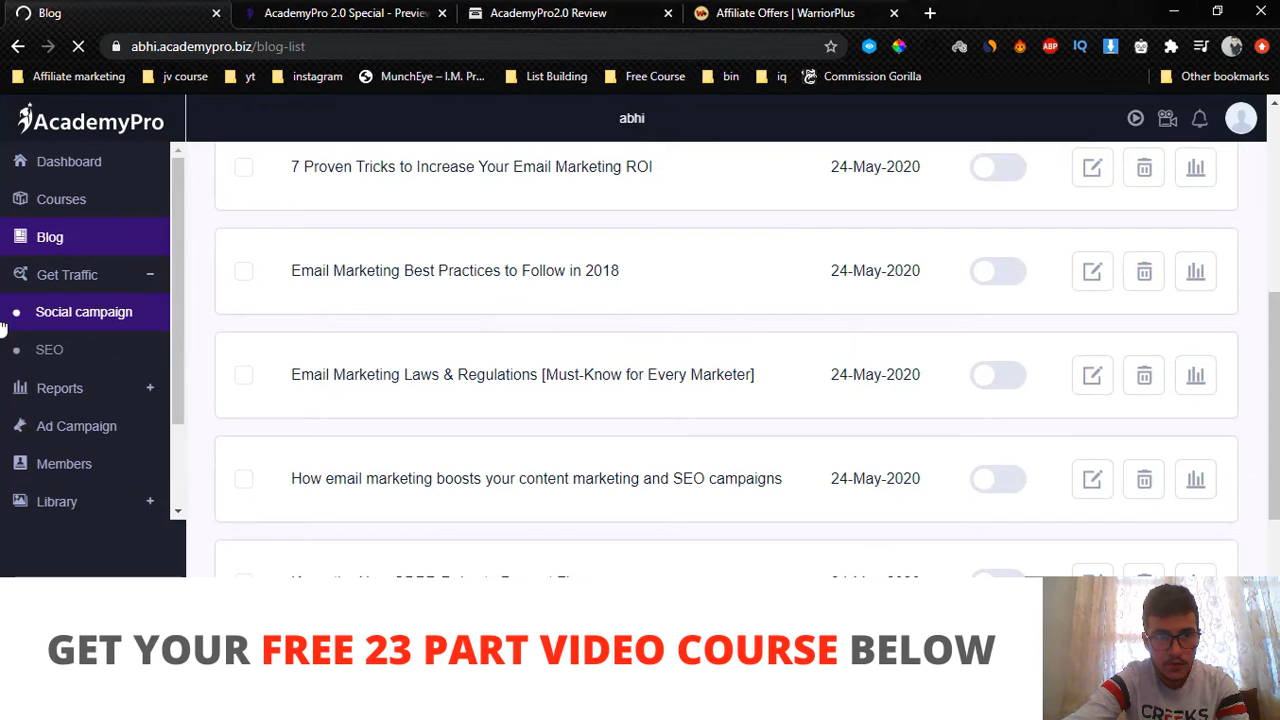 Blog
AcademyPro 2.0 Special - Preview
AcademyPro2.0 Review
Affiliate Offers | WarriorPlus
abhi.academypro.biz/blog-list
ABP
IQ
Affiliate marketing
jv course
yt
instagram
MunchEye – I.M. Pr...
List Building
Free Course
bin
iq
Commission Gorilla
Other bookmarks
AcademyPro
abhi
Dashboard
Courses
Blog
Get Traffic
Social campaign
SEO
Reports
Ad Campaign
Members
Library
7 Proven Tricks to Increase Your Email Marketing ROI
24-May-2020
Email Marketing Best Practices to Follow in 2018
24-May-2020
Email Marketing Laws & Regulations [Must-Know for Every Marketer]
24-May-2020
How email marketing boosts your content marketing and SEO campaigns
24-May-2020
GET YOUR FREE 23 PART VIDEO COURSE BELOW
CREEKS